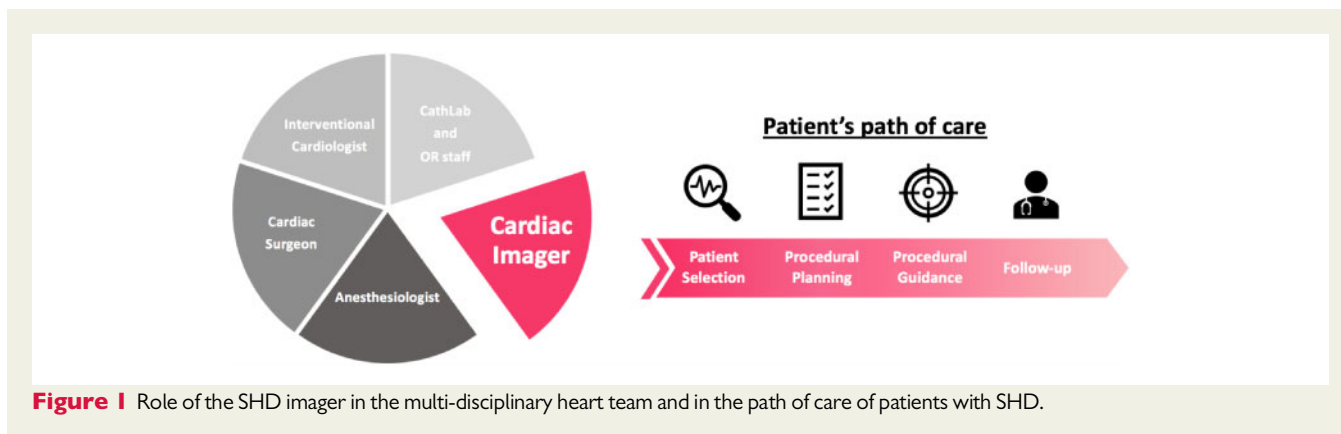 CathLab
and
OR staff
Interventional
Cardiologist
Cardiac
Surgeon
Anesthesiologist
Cardiac
Imager
Patient's path of care
Patient
Selection
Procedural
Planning
Procedural
Guidance
Follow-up
Figure 1 Role of the SHD imager in the multi-disciplinary heart team and in the path of care of patients with SHD.